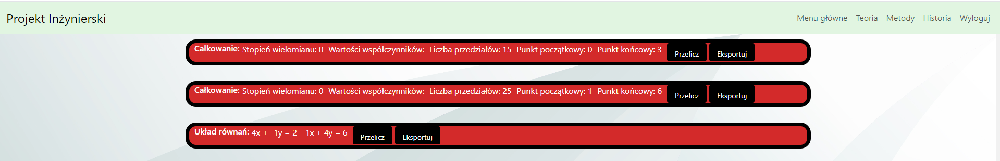 Projekt Inżynierski
Menu główne Teoria Metody Historia Wyloguj
Całkowanie: Stopień wielomianu: 0 Wartości współczynników: Liczba przedziałów: 15 Punkt początkowy: 0 Punkt końcowy: 3 Przelicz Eksportuj
Całkowanie: Stopień wielomianu: 0 Wartości współczynników: Liczba przedziałów: 25 Punkt początkowy: 1 Punkt końcowy: 6 Przelicz Eksportuj
Układ równań: 4x + -1y = 2 -1x + 4y = 6 Przelicz Eksportuj